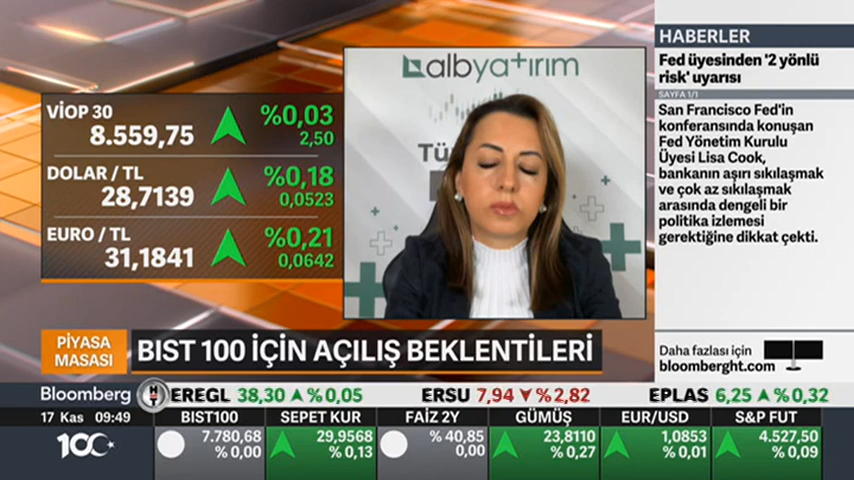 albyatırım
Tü
VİOP 30
8.559,75
%0,03
2,50
DOLAR / TL
28,7139
%0,18
0,0523
EURO / TL
31,1841
%0,21
0,0642
HABERLER
Fed üyesinden '2 yönlü
risk' uyarısı
SAYFA 1/1
San Francisco Fed'in
konferansında konuşan
Fed Yönetim Kurulu
Üyesi Lisa Cook,
bankanın aşırı sıkılaşmak
ve çok az sıkılaşmak
arasında dengeli bir
politika izlemesi
gerektiğine dikkat çekti.
PİYASA
MASASI
BIST 100 İÇİN AÇILIŞ BEKLENTİLERİ
Daha fazlası için
bloomberght.com
Bloomberg HT
EREGL 38,30 %0,05
ERSU 7,94 %2,82
EPLAS 6,25 %0,32
17 Kas 09:49
100
BIST100
7.780,68
% 0,00
SEPET KUR
29,9568
% 0,13
FAİZ 2Y
% 40,85
0,00
GÜMÜŞ
23,8110
% 0,27
EUR/USD
1,0853
% 0,01
S&P FUT
4.527,50
% 0,09